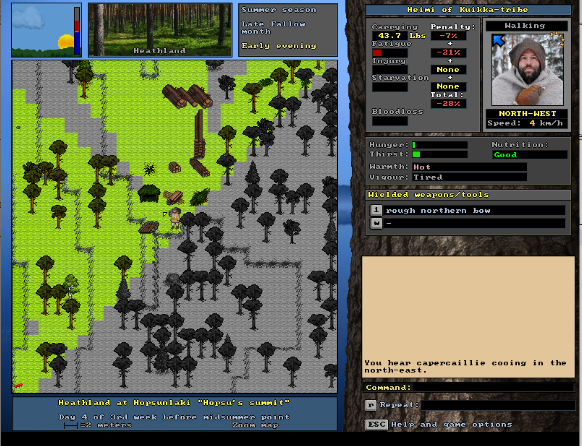 Summer season
Late fallow
month
Early evening
Heathland
Heathland at Hopsunlaki "Hopsu's summit"
Day 4 of 3rd week before midsummer point
=2 meters
Zoom map
Heimi of Kuikka-tribe
Carrying Penalty:
43.7 Lbs -7%
Fatigue +
-21%
Injury +
None
Starvation +
None
Total:
-28%
Bloodloss
Walking
NORTH-WEST
Speed: 4 km/h
Hunger: Nutrition:
Thirst: Good
Warmth: Hot
Vigour: Tired
Wielded weapons/tools
i rough northern bow
w -
You hear capercaillie cooing in the
north-east.
Command:
r Repeat:
ESC Help and game options